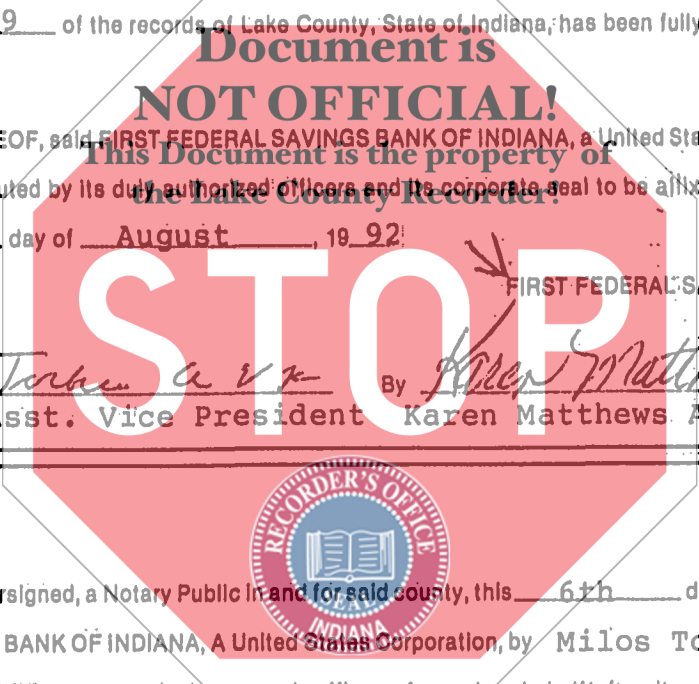 9 of the records of Lake County, State of Indiana, has been fully
Document is
NOT OFFICIAL!
EOF, said FIRST FEDERAL SAVINGS BANK OF INDIANA, a United Sta
This Document is the property of
uted by its duly authorized officers and its corporate seal to be affix
the Lake County Recorder!
day of August, 19 92
FIRST FEDERAL S
STOP
By Karen Matth
sst. Vice President Karen Matthews A
RECORDER'S OFFICE
SEAL
INDIANA
rsigned, a Notary Public in and for said county, this 6th d
BANK OF INDIANA, A United States Corporation, by Milos To